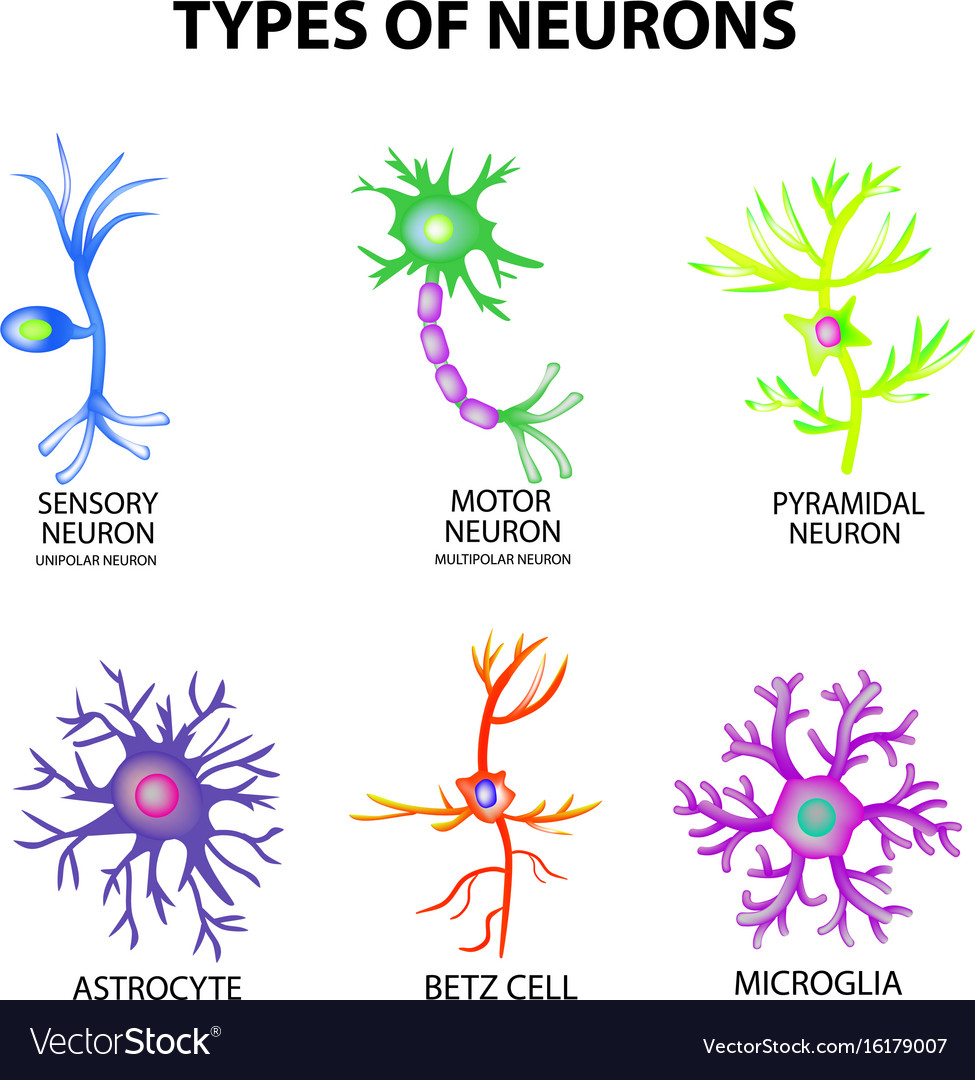 TYPES OF NEURONS
SENSORY
NEURON
UNIPOLAR NEURON
MOTOR
NEURON
MULTIPOLAR NEURON
PYRAMIDAL
NEURON
ASTROCYTE
BETZ CELL
MICROGLIA
VectorStock®
VectorStock.com/16179007